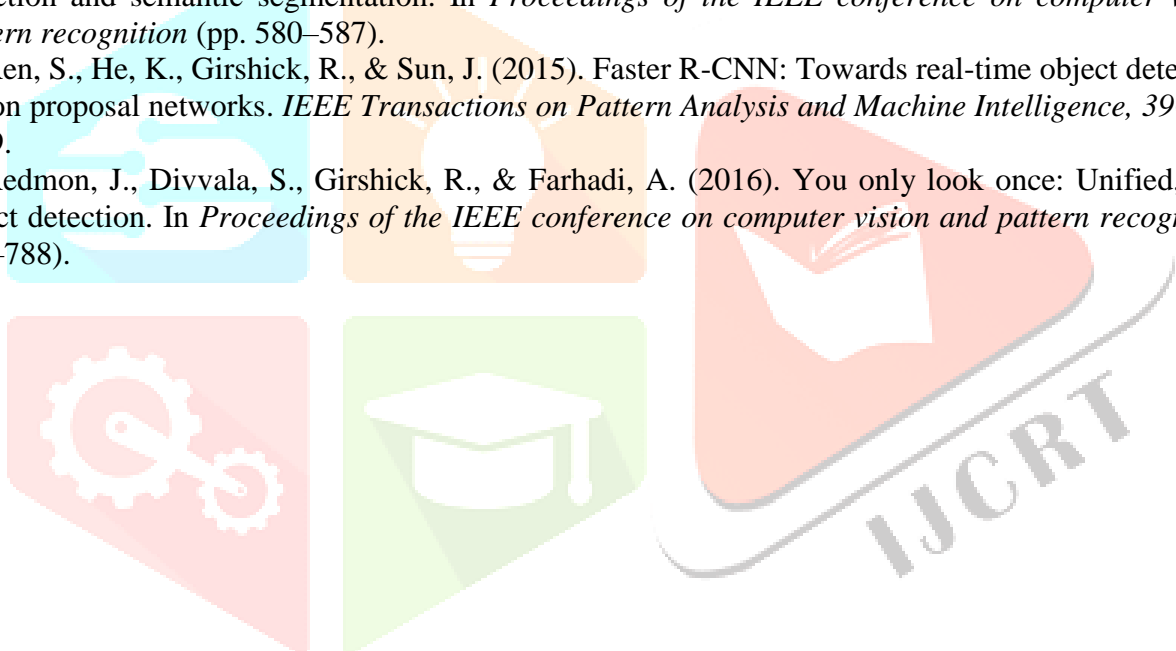 ction and semantic segmentation. In Proceedings of the IEEE conference on computer v
ern recognition (pp. 580–587).
en, S., He, K., Girshick, R., & Sun, J. (2015). Faster R-CNN: Towards real-time object dete
on proposal networks. IEEE Transactions on Pattern Analysis and Machine Intelligence, 39
).
edmon, J., Divvala, S., Girshick, R., & Farhadi, A. (2016). You only look once: Unified,
ct detection. In Proceedings of the IEEE conference on computer vision and pattern recogn
–788).
IJCRT